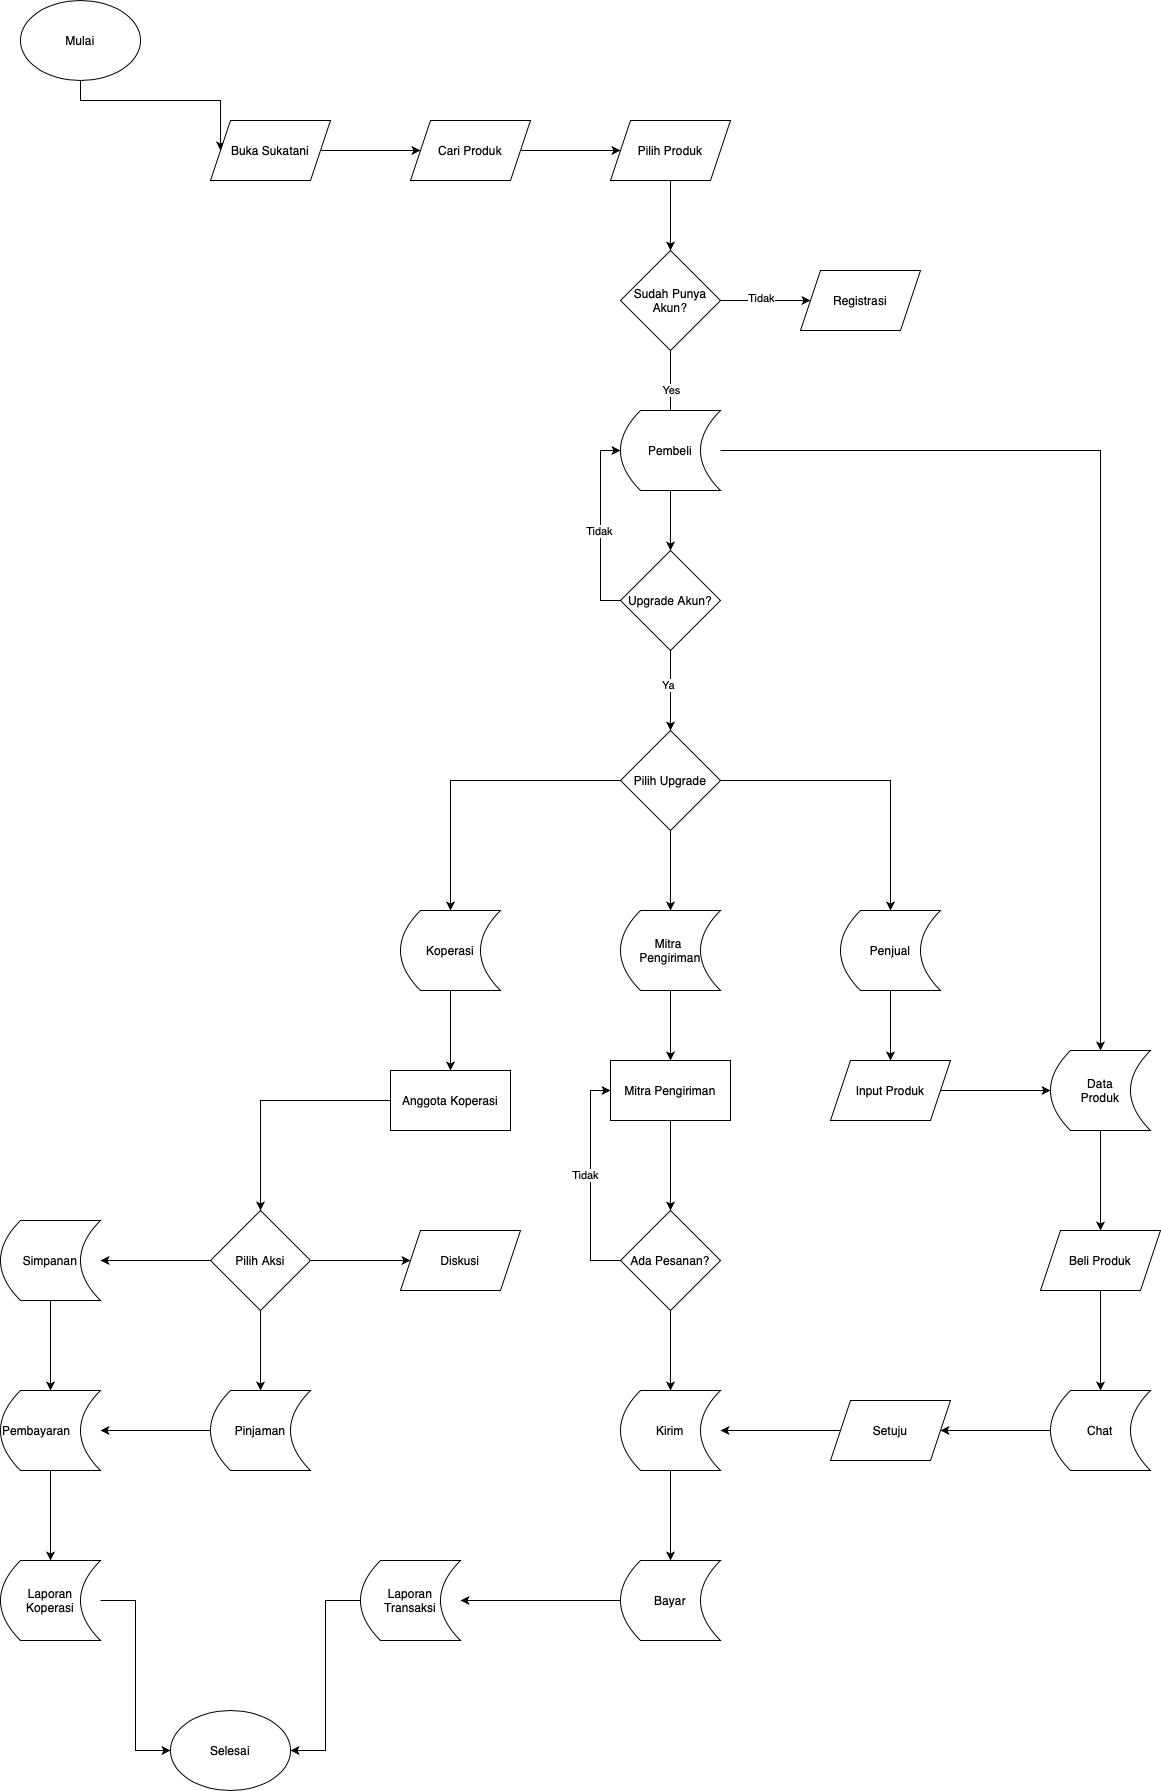 Mulai
Buka Sukatani
Cari Produk
Pilih Produk
Sudah Punya
Akun?
Tidak
Registrasi
Yes
Pembeli
Tidak
Upgrade Akun?
Ya
Pilih Upgrade
Koperasi
Mitra
Pengiriman
Penjual
Anggota Koperasi
Mitra Pengiriman
Input Produk
Data
Produk
Tidak
Simpanan
Pilih Aksi
Diskusi
Ada Pesanan?
Beli Produk
Pembayaran
Pinjaman
Kirim
Setuju
Chat
Laporan
Koperasi
Laporan
Transaksi
Bayar
Selesai